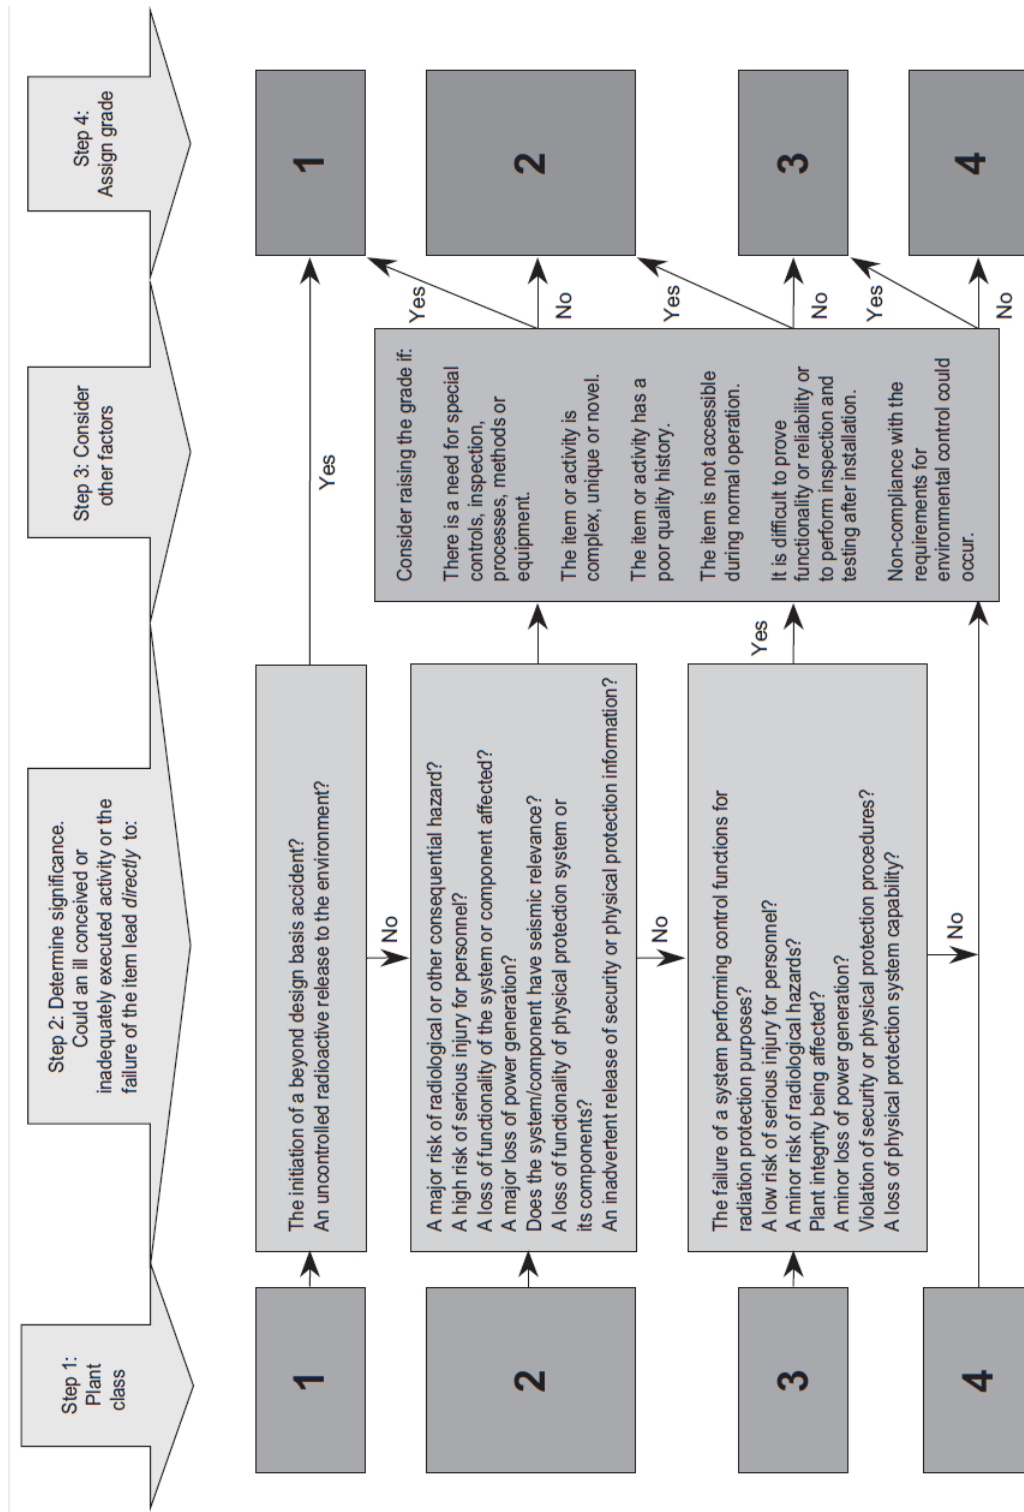 Step 1:
Plant
class
Step 2: Determine significance.
Could an ill conceived or
inadequately executed activity or the
failure of the item lead directly to:
Step 3: Consider
other factors
Step 4:
Assign grade
1
The initiation of a beyond design basis accident?
An uncontrolled radioactive release to the environment?
Yes
1
No
2
A major risk of radiological or other consequential hazard?
A high risk of serious injury for personnel?
A loss of functionality of the system or component affected?
A major loss of power generation?
Does the system/component have seismic relevance?
A loss of functionality of physical protection system or
its components?
An inadvertent release of security or physical protection information?
No
3
The failure of a system performing control functions for
radiation protection purposes?
A low risk of serious injury for personnel?
A minor risk of radiological hazards?
Plant integrity being affected?
A minor loss of power generation?
Violation of security or physical protection procedures?
A loss of physical protection system capability?
Yes
No
4
Consider raising the grade if:
There is a need for special
controls, inspection,
processes, methods or
equipment.
The item or activity is
complex, unique or novel.
The item or activity has a
poor quality history.
The item is not accessible
during normal operation.
It is difficult to prove
functionality or reliability or
to perform inspection and
testing after installation.
Non-compliance with the
requirements for
environmental control could
occur.
Yes
No
2
Yes
No
3
Yes
No
4